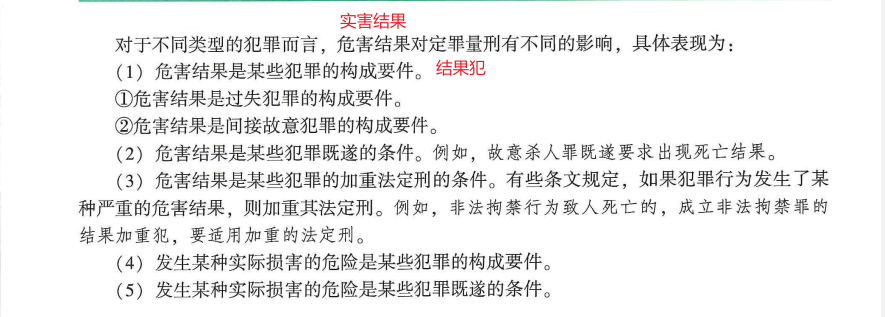 实害结果
对于不同类型的犯罪而言，危害结果对定罪量刑有不同的影响，具体表现为：
（1）危害结果是某些犯罪的构成要件。 结果犯
①危害结果是过失犯罪的构成要件。
②危害结果是间接故意犯罪的构成要件。
（2）危害结果是某些犯罪既遂的条件。例如，故意杀人罪既遂要求出现死亡结果。
（3）危害结果是某些犯罪的加重法定刑的条件。有些条文规定，如果犯罪行为发生了某
种严重的危害结果，则加重其法定刑。例如，非法拘禁行为致人死亡的，成立非法拘禁罪的
结果加重犯，要适用加重的法定刑。
（4）发生某种实际损害的危险是某些犯罪的构成要件。
（5）发生某种实际损害的危险是某些犯罪既遂的条件。